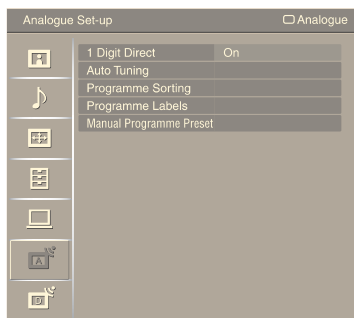 Analogue Set-up Analogue
1 Digit Direct On
Auto Tuning
Programme Sorting
Programme Labels
Manual Programme Preset
A
D